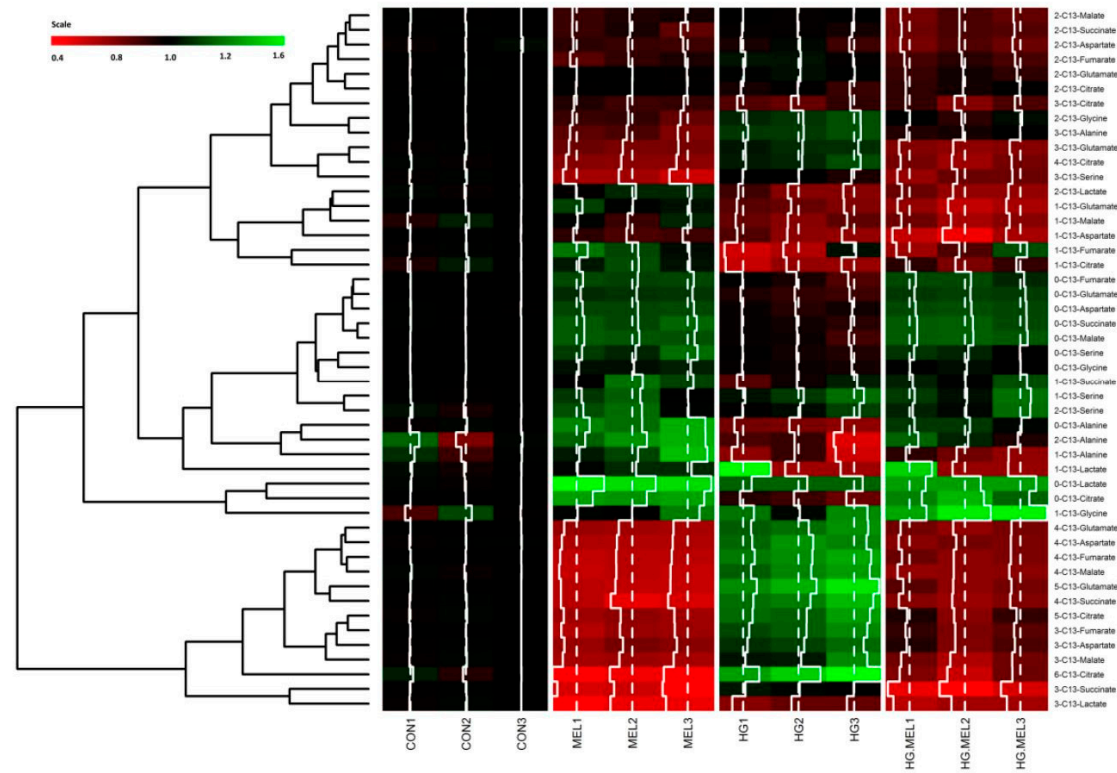 Scale
0.4 0.8 1.0 1.2 1.6
2-C13-Malate
2-C13-Succinate
2-C13-Aspartate
2-C13-Fumarate
2-C13-Glutamate
2-C13-Citrate
3-C13-Citrate
2-C13-Glycine
3-C13-Alanine
3-C13-Glutamate
4-C13-Citrate
3-C13-Serine
2-C13-Lactate
1-C13-Glutamate
1-C13-Malate
1-C13-Aspartate
1-C13-Fumarate
1-C13-Citrate
0-C13-Fumarate
0-C13-Glutamate
0-C13-Aspartate
0-C13-Succinate
0-C13-Malate
0-C13-Serine
0-C13-Glycine
1-C13-Succinate
1-C13-Serine
2-C13-Serine
0-C13-Alanine
2-C13-Alanine
1-C13-Alanine
1-C13-Lactate
0-C13-Lactate
0-C13-Citrate
1-C13-Glycine
4-C13-Glutamate
4-C13-Aspartate
4-C13-Fumarate
4-C13-Malate
5-C13-Glutamate
4-C13-Succinate
5-C13-Citrate
3-C13-Fumarate
3-C13-Aspartate
3-C13-Malate
6-C13-Citrate
3-C13-Succinate
3-C13-Lactate
CON1 CON2 CON3 MEL1 MEL2 MEL3 HG1 HG2 HG3 HG.MEL1 HG.MEL2 HG.MEL3